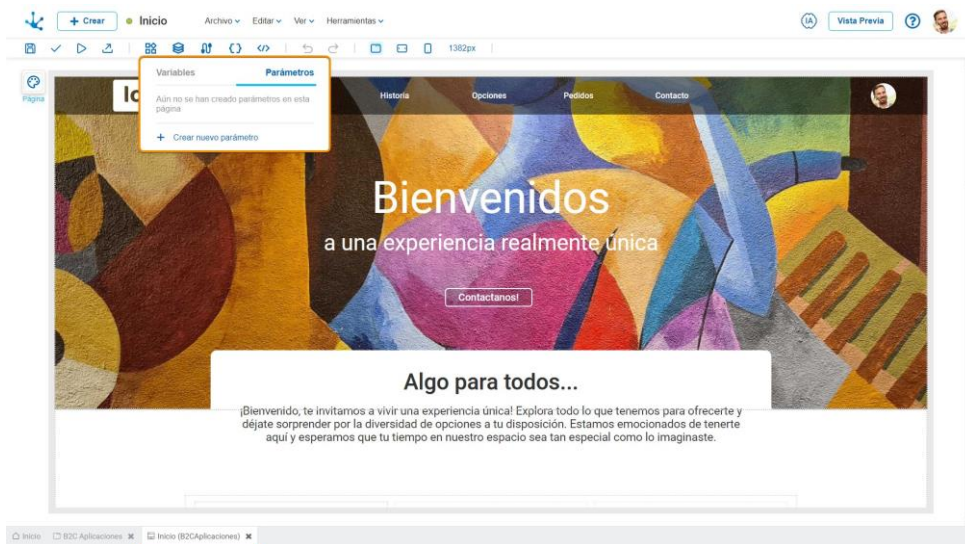 + Crear
Inicio
Archivo
Editar
Ver
Herramientas
IA
Vista Previa
?
1382px
Página
Variables
Parámetros
Aún no se han creado parámetros en esta
página
+ Crear nuevo parámetro
lo
Historia
Opciones
Pedidos
Contacto
Bienvenidos
a una experiencia realmente única
Contactanos!
Algo para todos...
¡Bienvenido, te invitamos a vivir una experiencia única! Explora todo lo que tenemos para ofrecerte y
déjate sorprender por la diversidad de opciones a tu disposición. Estamos emocionados de tenerte
aquí y esperamos que tu tiempo en nuestro espacio sea tan especial como lo imaginaste.
Inicio
B2C Aplicaciones
Inicio (B2CAplicaciones)